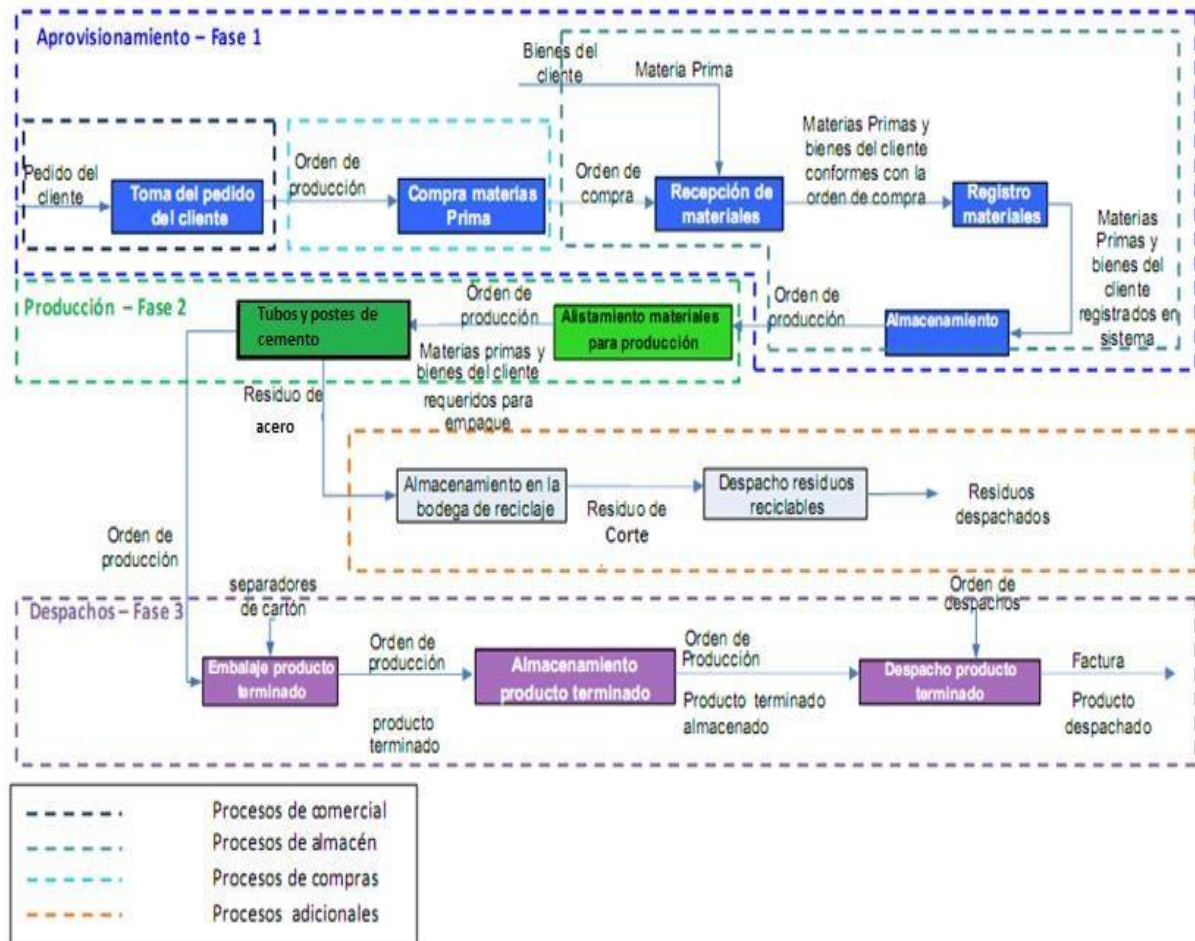 Aprovisionamiento – Fase 1
Bienes del
cliente
Materia Prima
Pedido del
cliente
Toma del pedido
del cliente
Orden de
producción
Compra materias
Prima
Orden de
compra
Recepción de
materiales
Materias Primas y
bienes del cliente
conformes con la
orden de compra
Registro
materiales
Materias
Primas y
bienes del
cliente
registrados en
sistema
Almacenamiento
Orden de
producción
Producción – Fase 2
Alistamiento materiales
para producción
Orden de
producción
Materias primas y
bienes del cliente
requeridos para
empaque
Tubos y postes de
cemento
Residuo de
acero
Almacenamiento en la
bodega de reciclaje
Residuo de
Corte
Despacho residuos
reciclables
Residuos
despachados
Orden de
producción
Despachos – Fase 3
separadores
de cartón
Embalaje producto
terminado
Orden de
producción
producto
terminado
Almacenamiento
producto terminado
Orden de
Producción
Producto terminado
almacenado
Orden de
despachos
Despacho producto
terminado
Factura
Producto
despachado
Procesos de comercial
Procesos de almacén
Procesos de compras
Procesos adicionales